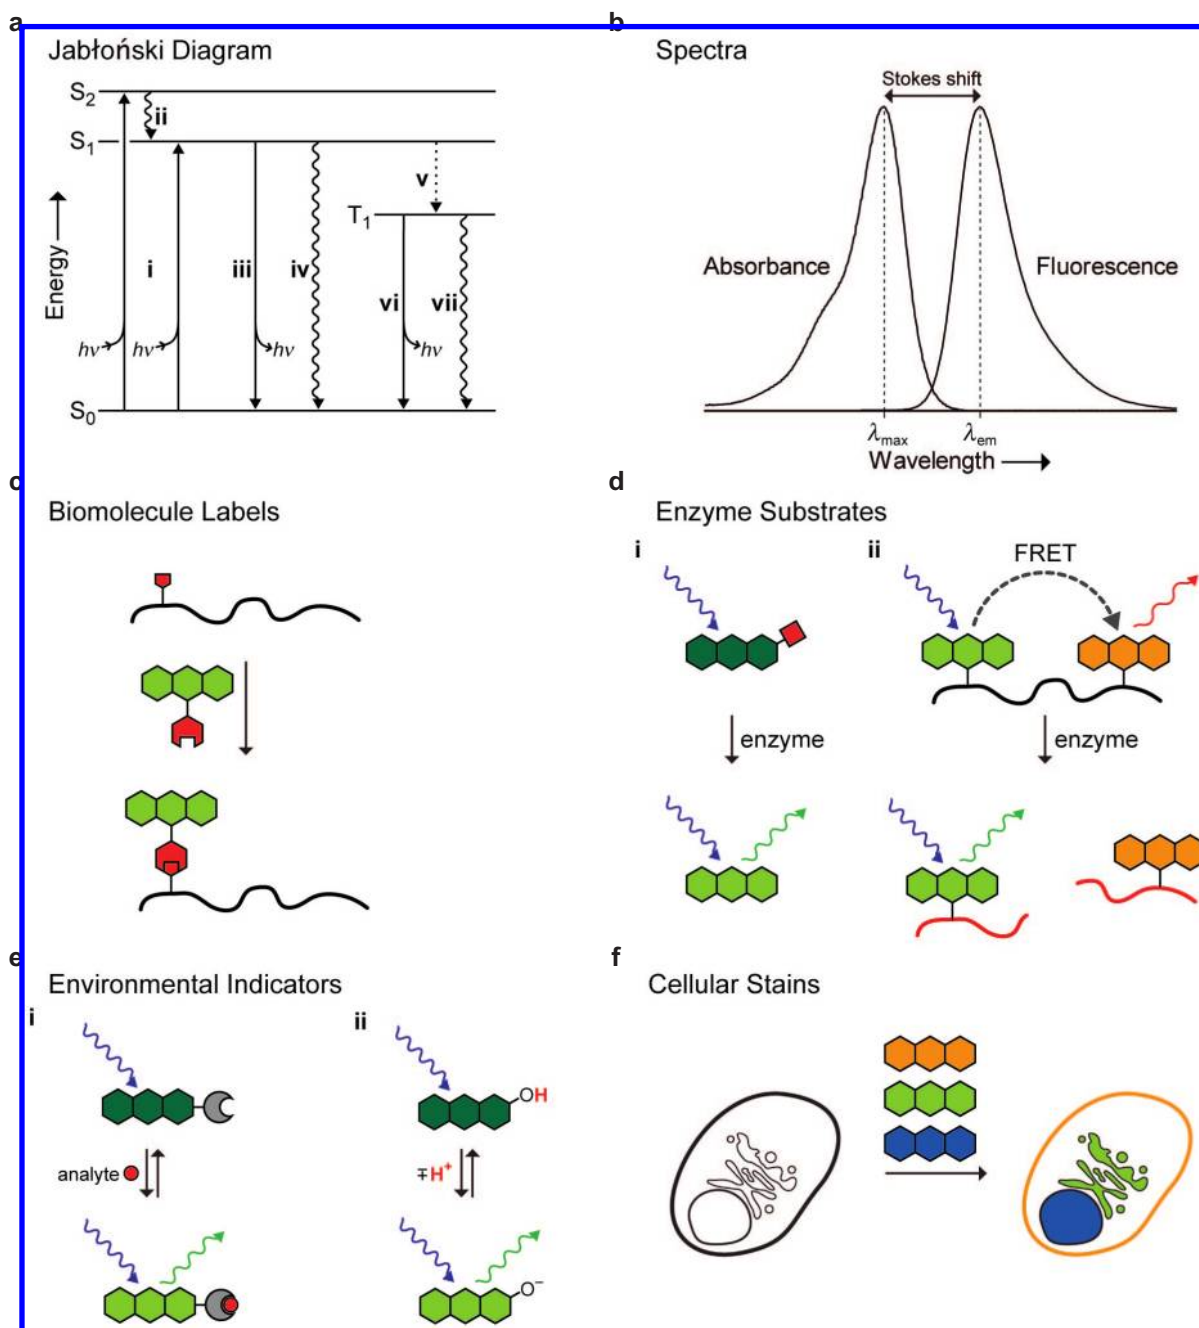 a
Jabłoński Diagram
S2
ii
S1
v
T1
Energy
i
iii
iv
vi
vii
hν
hν
hν
hν
S0
b
Spectra
Stokes shift
Absorbance
Fluorescence
λmax
λem
Wavelength
c
Biomolecule Labels
d
Enzyme Substrates
i
ii
FRET
enzyme
enzyme
e
Environmental Indicators
i
ii
OH
analyte
∓H+
O−
f
Cellular Stains